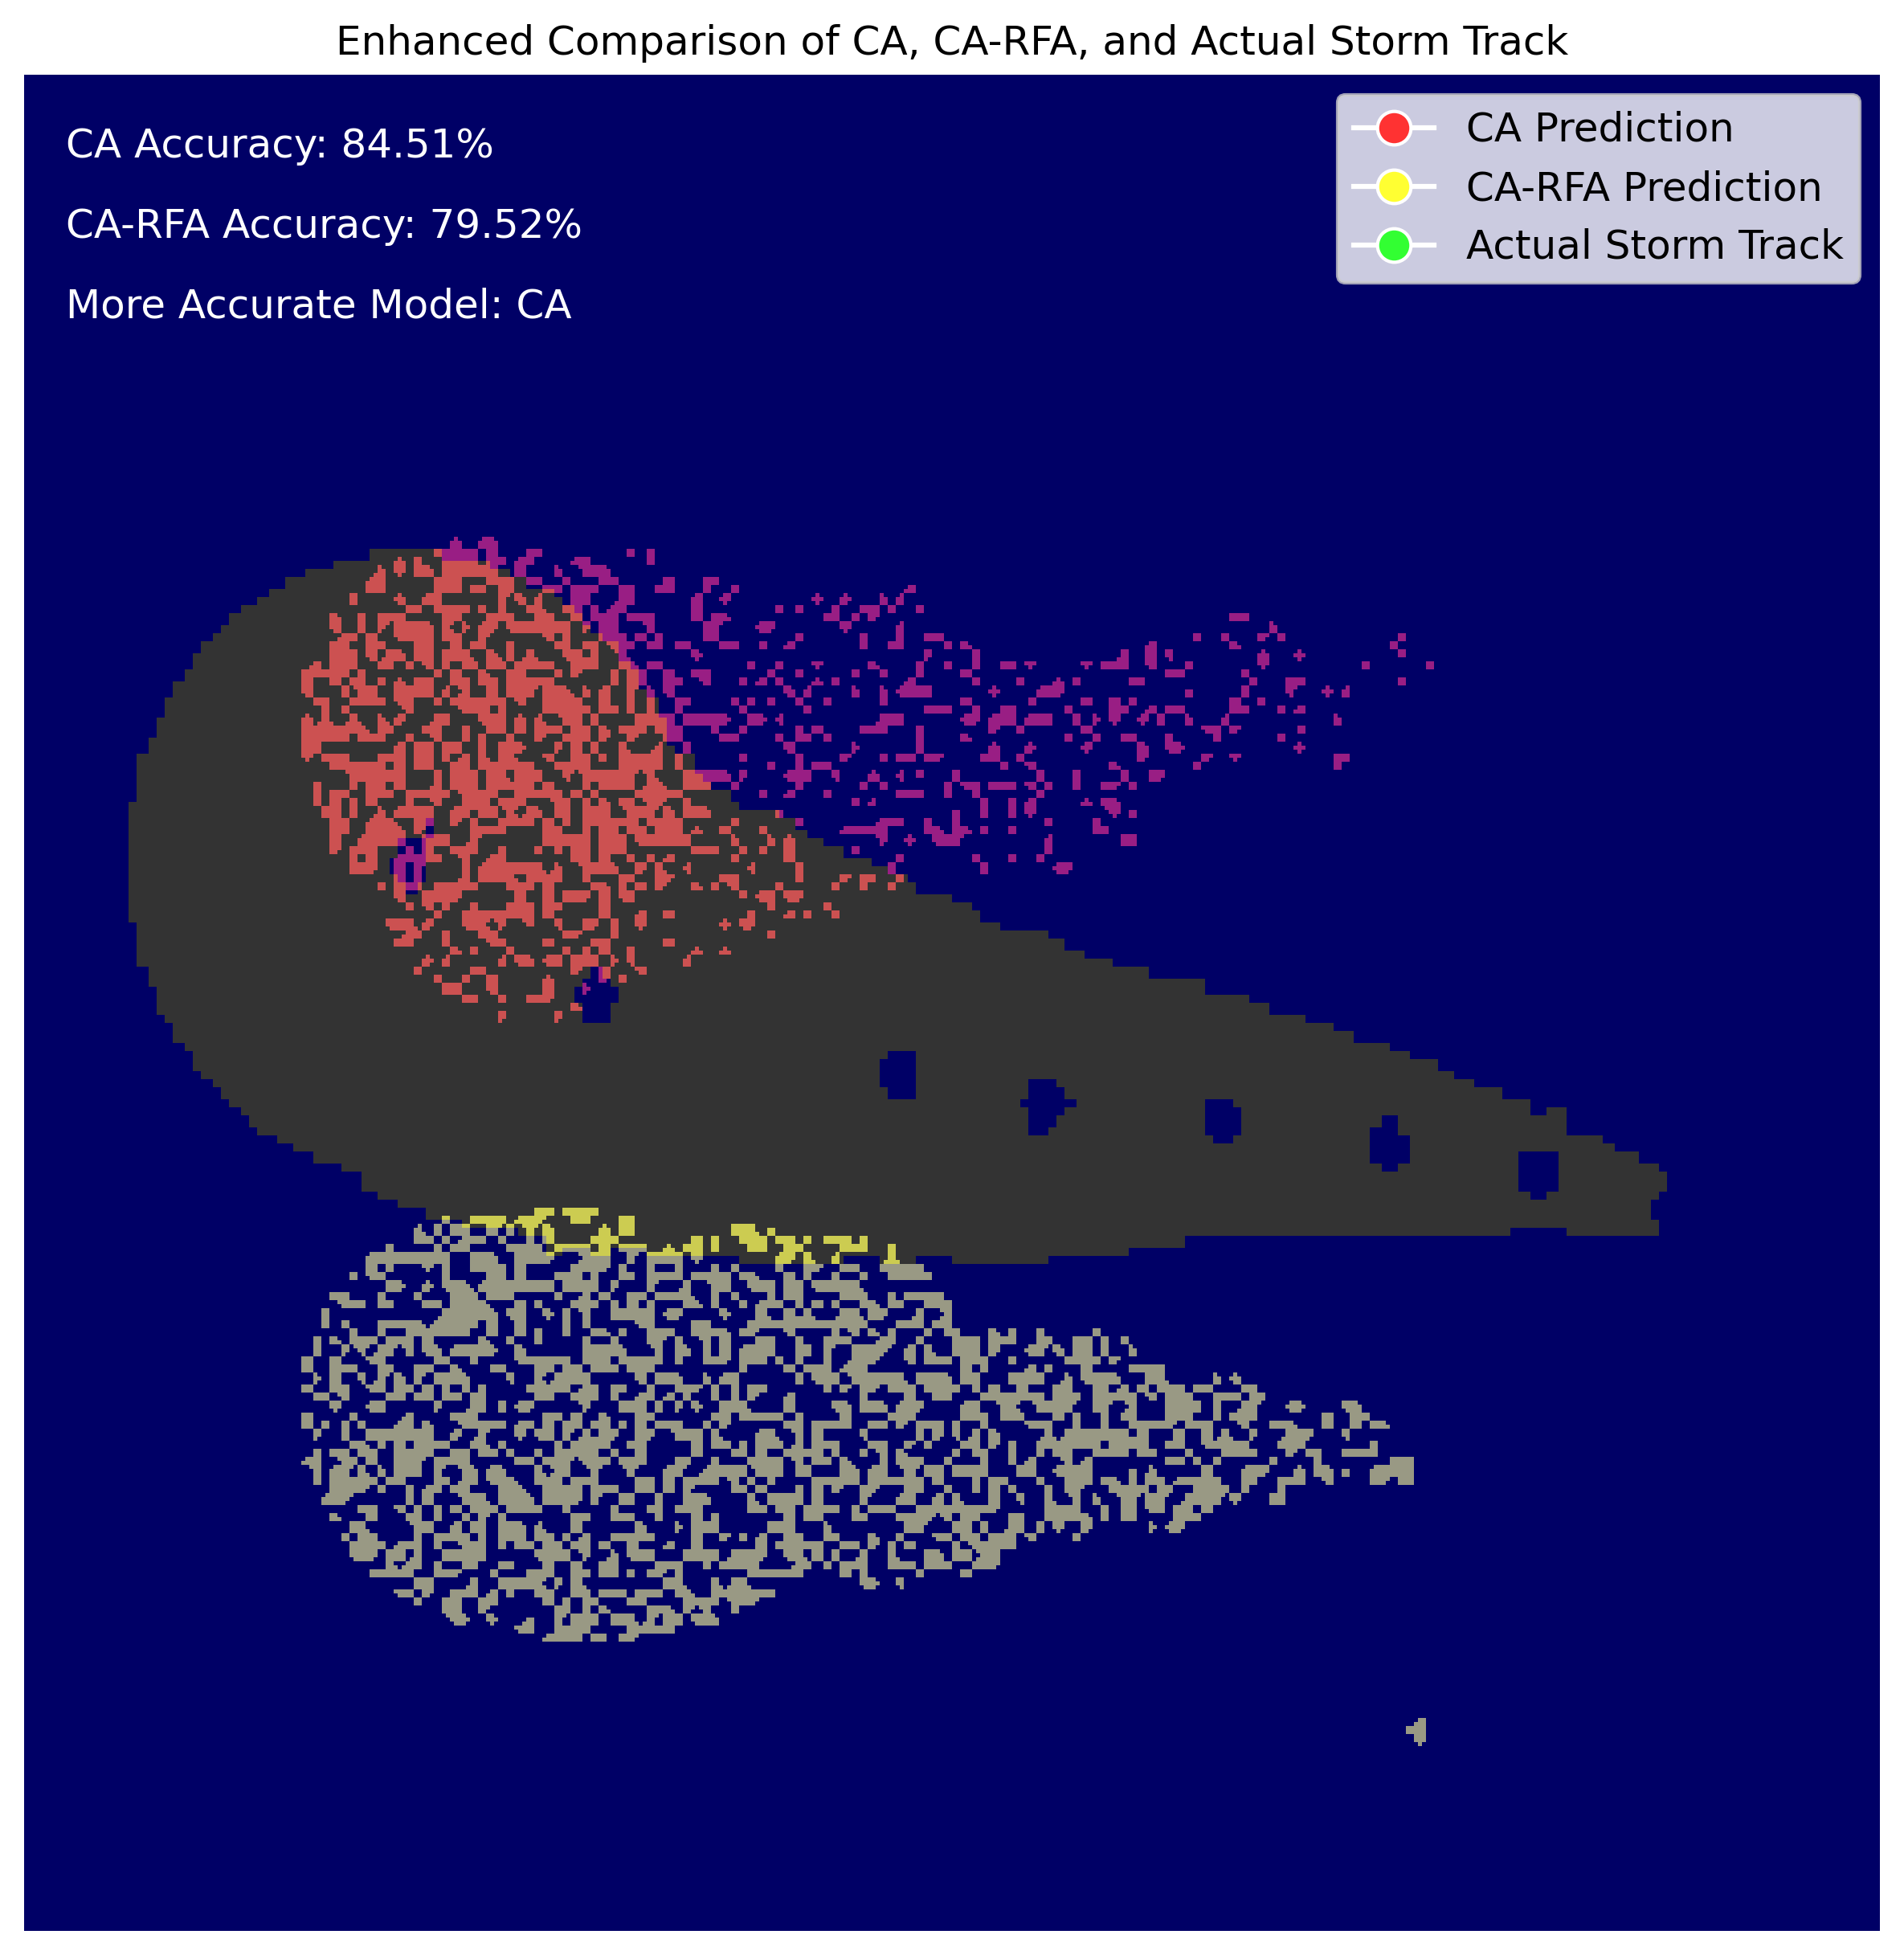 Enhanced Comparison of CA, CA-RFA, and Actual Storm Track
CA Accuracy: 84.51%
CA-RFA Accuracy: 79.52%
More Accurate Model: CA
CA Prediction
CA-RFA Prediction
Actual Storm Track